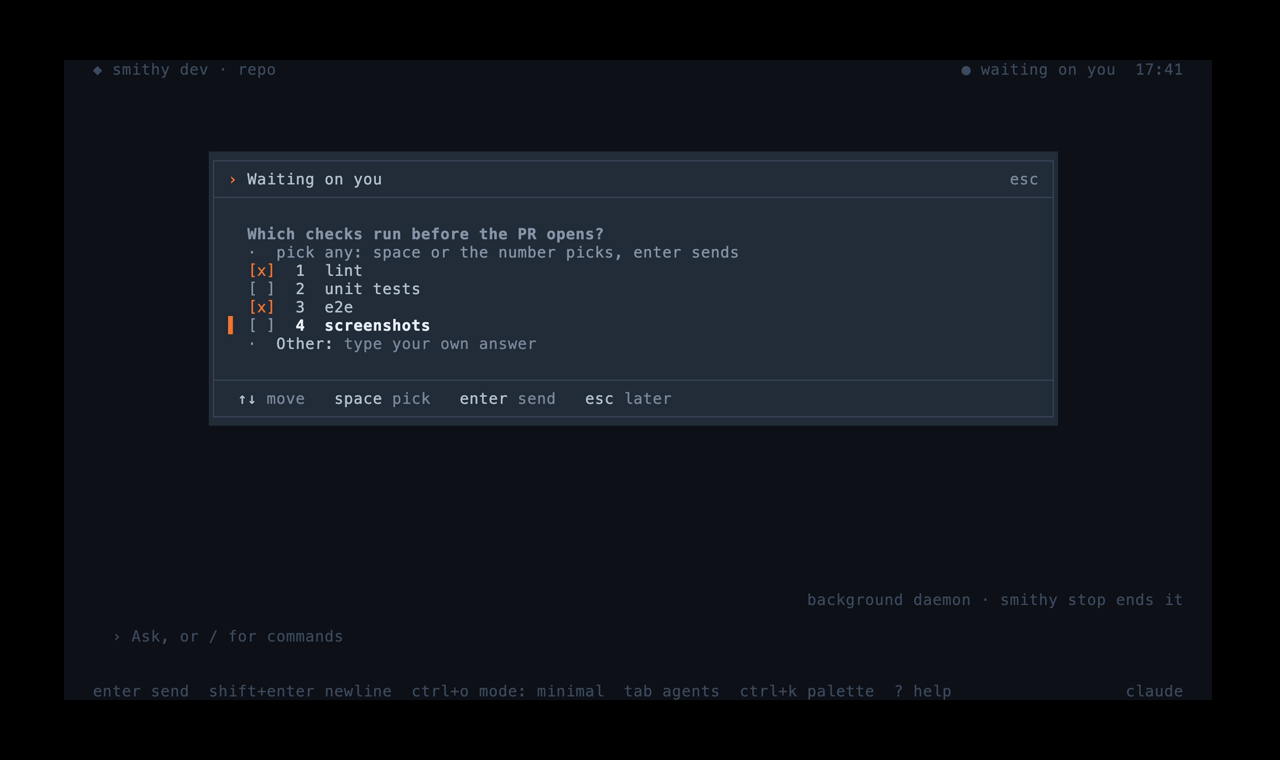 ◆ smithy dev · repo ● waiting on you 17:41
› Waiting on you esc
Which checks run before the PR opens?
· pick any: space or the number picks, enter sends
[x] 1 lint
[ ] 2 unit tests
[x] 3 e2e
[ ] 4 screenshots
· Other: type your own answer
↑↓ move space pick enter send esc later
background daemon · smithy stop ends it
› Ask, or / for commands
enter send shift+enter newline ctrl+o mode: minimal tab agents ctrl+k palette ? help claude